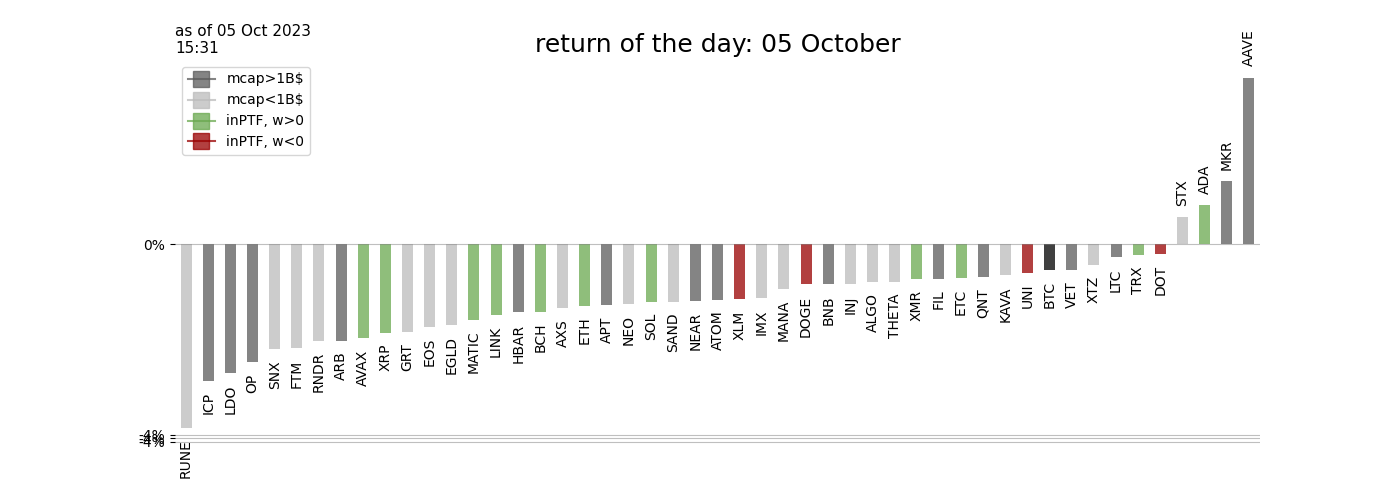 as of 05 Oct 2023
15:31
return of the day: 05 October
mcap>1B$
mcap<1B$
inPTF, w>0
inPTF, w<0
0%
-4%
-4%
RUNE
ICP
LDO
OP
SNX
FTM
RNDR
ARB
AVAX
XRP
GRT
EOS
EGLD
MATIC
LINK
HBAR
BCH
AXS
ETH
APT
NEO
SOL
SAND
NEAR
ATOM
XLM
IMX
MANA
DOGE
BNB
INJ
ALGO
THETA
XMR
FIL
ETC
QNT
KAVA
UNI
BTC
VET
XTZ
LTC
TRX
DOT
STX
ADA
MKR
AAVE